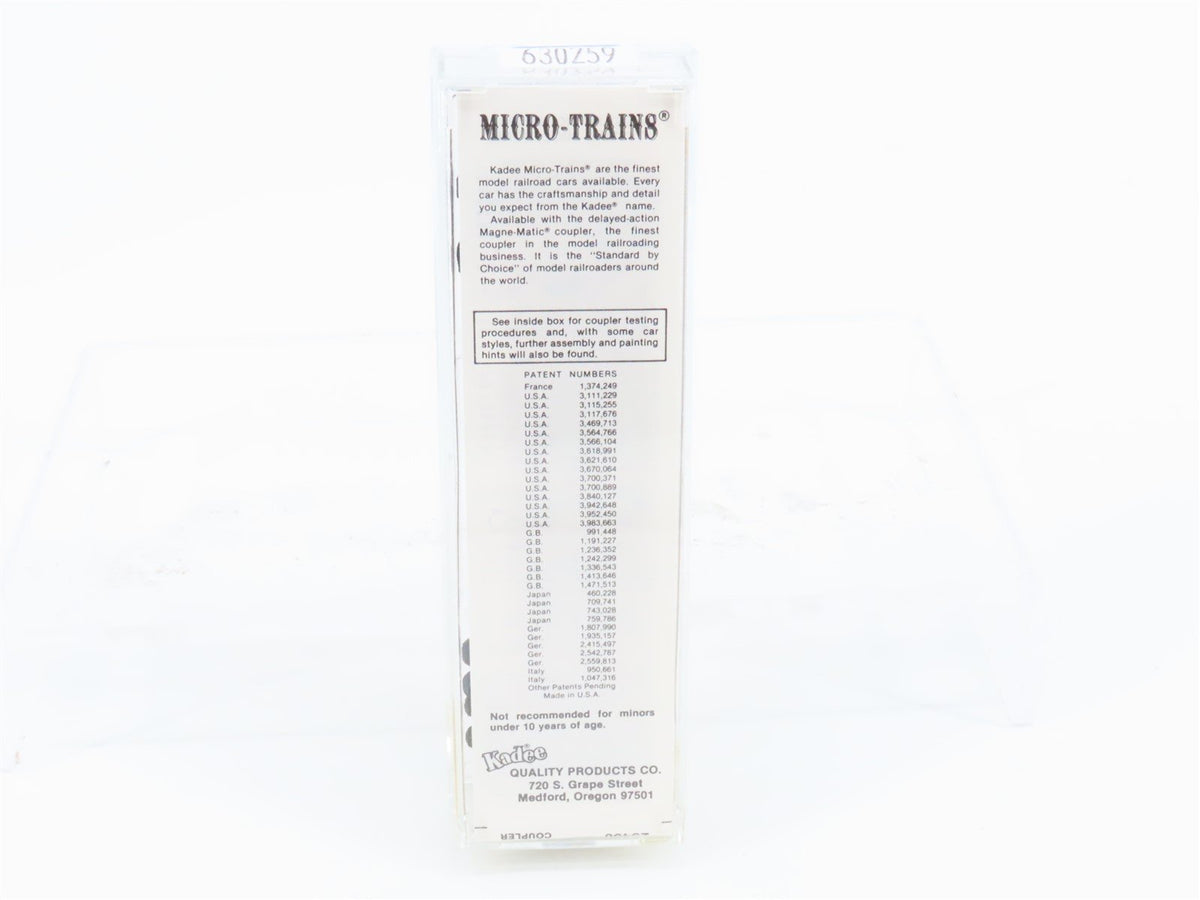 630259
MICRO-TRAINS®
Kadee Micro-Trains® are the finest
model railroad cars available. Every
car has the craftsmanship and detail
you expect from the Kadee® name.
Available with the delayed-action
Magne-Matic® coupler, the finest
coupler in the model railroading
business. It is the "Standard by
Choice" of model railroaders around
the world.
See inside box for coupler testing
procedures and, with some car
styles, further assembly and painting
hints will also be found.
PATENT NUMBERS
France 1,374,249
U.S.A. 3,111,229
U.S.A. 3,115,255
U.S.A. 3,117,676
U.S.A. 3,469,713
U.S.A. 3,564,766
U.S.A. 3,566,104
U.S.A. 3,618,991
U.S.A. 3,621,610
U.S.A. 3,670,064
U.S.A. 3,700,371
U.S.A. 3,700,889
U.S.A. 3,840,127
U.S.A. 3,942,648
U.S.A. 3,952,450
U.S.A. 3,983,663
G.B. 991,448
G.B. 1,191,227
G.B. 1,236,352
G.B. 1,242,299
G.B. 1,336,543
G.B. 1,413,646
G.B. 1,471,513
Japan 460,228
Japan 709,741
Japan 743,028
Japan 759,786
Ger. 1,807,990
Ger. 1,935,157
Ger. 2,415,497
Ger. 2,542,767
Ger. 2,559,813
Italy 950,661
Italy 1,047,316
Other Patents Pending
Made in U.S.A.
Not recommended for minors
under 10 years of age.
Kadee®
QUALITY PRODUCTS CO.
720 S. Grape Street
Medford, Oregon 97501
COUPLER